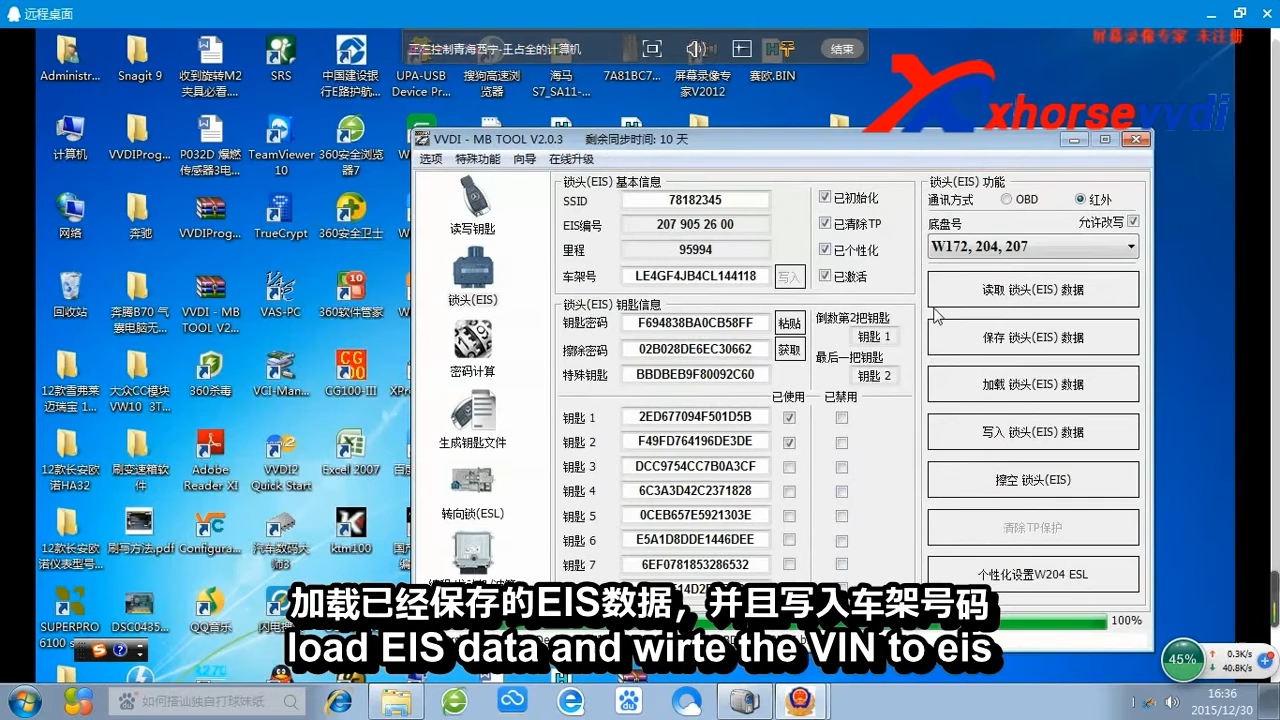 远程桌面
屏幕录像专家 未注册
正在控制青海西宁-王占全的计算机
结束
xhorsevvdi
Administr...
Snagit 9
收到旋转M2
夹具必看....
SRS
中国建设银
行E路护航...
UPA-USB
Device Pr...
搜狗高速浏
览器
海马
S7_SA11-...
7A81BC7...
屏幕录像专
家V2012
赛欧.BIN
计算机
VVDIProg...
P032D 爆燃
传感器3电...
TeamViewer
10
360安全浏览
器7
网络
奔驰
VVDIProg...
TrueCrypt
360安全卫士
回收站
奔腾B70 气
囊电脑无...
VVDI - MB
TOOL V2...
VAS-PC
360软件管家
12款雪弗莱
迈瑞宝 1...
大众CC模块
VW10 3T...
360杀毒
VCI-Man...
CG100-III
XPr
12款长安欧
诺HA32
刷变速箱软
件
Adobe
Reader XI
VVDI2
Quick Start
Excel 2007
12款长安欧
诺仪表型号...
刷写方法.pdf
Configura...
汽车数码大
师3
ktm100
SUPERPRO
6100
DSC0435...
QQ音乐
VVDI - MB TOOL V2.0.3 剩余同步时间: 10 天
选项 特殊功能 向导 在线升级
读写钥匙
锁头(EIS)
密码计算
生成钥匙文件
转向锁(ESL)
锁头(EIS) 基本信息
SSID 78182345
EIS编号 207 905 26 00
里程 95994
车架号 LE4GF4JB4CL144118 写入
已初始化
已清除TP
已个性化
已激活
锁头(EIS) 钥匙信息
钥匙密码 F694838BA0CB58FF 粘贴
擦除密码 02B028DE6EC30662 获取
特殊钥匙 BBDBEB9F80092C60
倒数第2把钥匙
钥匙 1
最后一把钥匙
钥匙 2
已使用 已禁用
钥匙 1 2ED677094F501D5B
钥匙 2 F49FD764196DE3DE
钥匙 3 DCC9754CC7B0A3CF
钥匙 4 6C3A3D42C2371828
钥匙 5 0CEB657E5921303E
钥匙 6 E5A1D8DDE1446DEE
钥匙 7 6EF0781853286532
锁头(EIS) 功能
通讯方式 OBD 红外
底盘号 允许改写
W172, 204, 207
读取 锁头(EIS) 数据
保存 锁头(EIS) 数据
加载 锁头(EIS) 数据
写入 锁头(EIS) 数据
擦空 锁头(EIS)
清除TP保护
个性化设置W204 ESL
100%
加载已经保存的EIS数据，并且写入车架号码
load EIS data and wirte the VIN to eis
45%
0.3K/s
40.8K/s
如何搭讪独自打球妹纸
16:36
2015/12/30